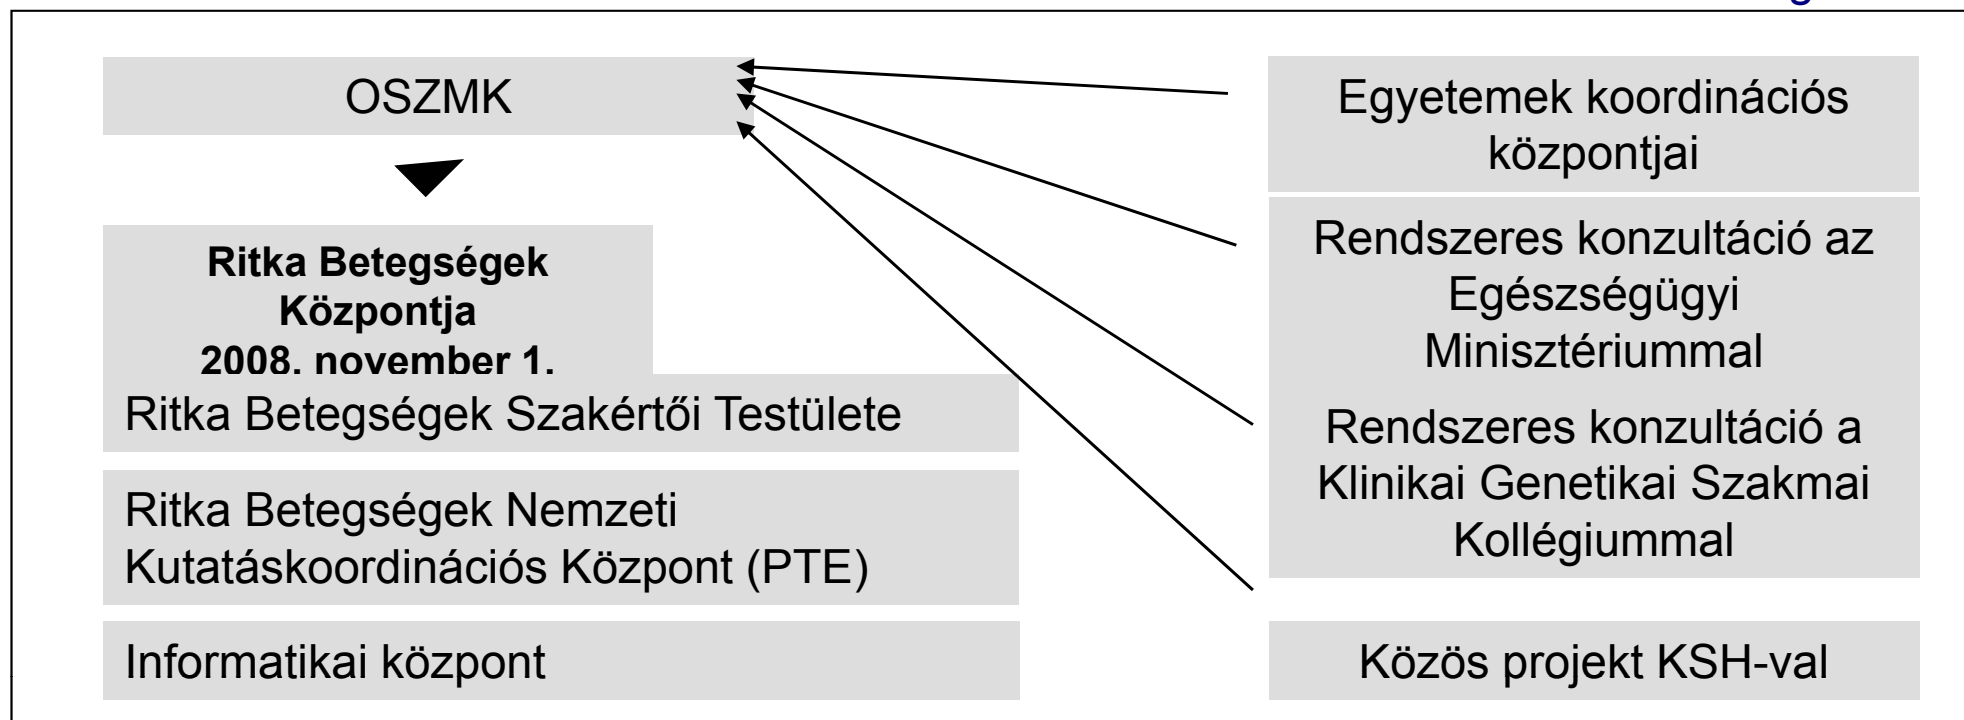 OSZMK
Ritka Betegségek
Központja
2008. november 1.
Ritka Betegségek Szakértői Testülete
Ritka Betegségek Nemzeti
Kutatáskoordinációs Központ (PTE)
Informatikai központ
Egyetemek koordinációs
központjai
Rendszeres konzultáció az
Egészségügyi
Minisztériummal
Rendszeres konzultáció a
Klinikai Genetikai Szakmai
Kollégiummal
Közös projekt KSH-val